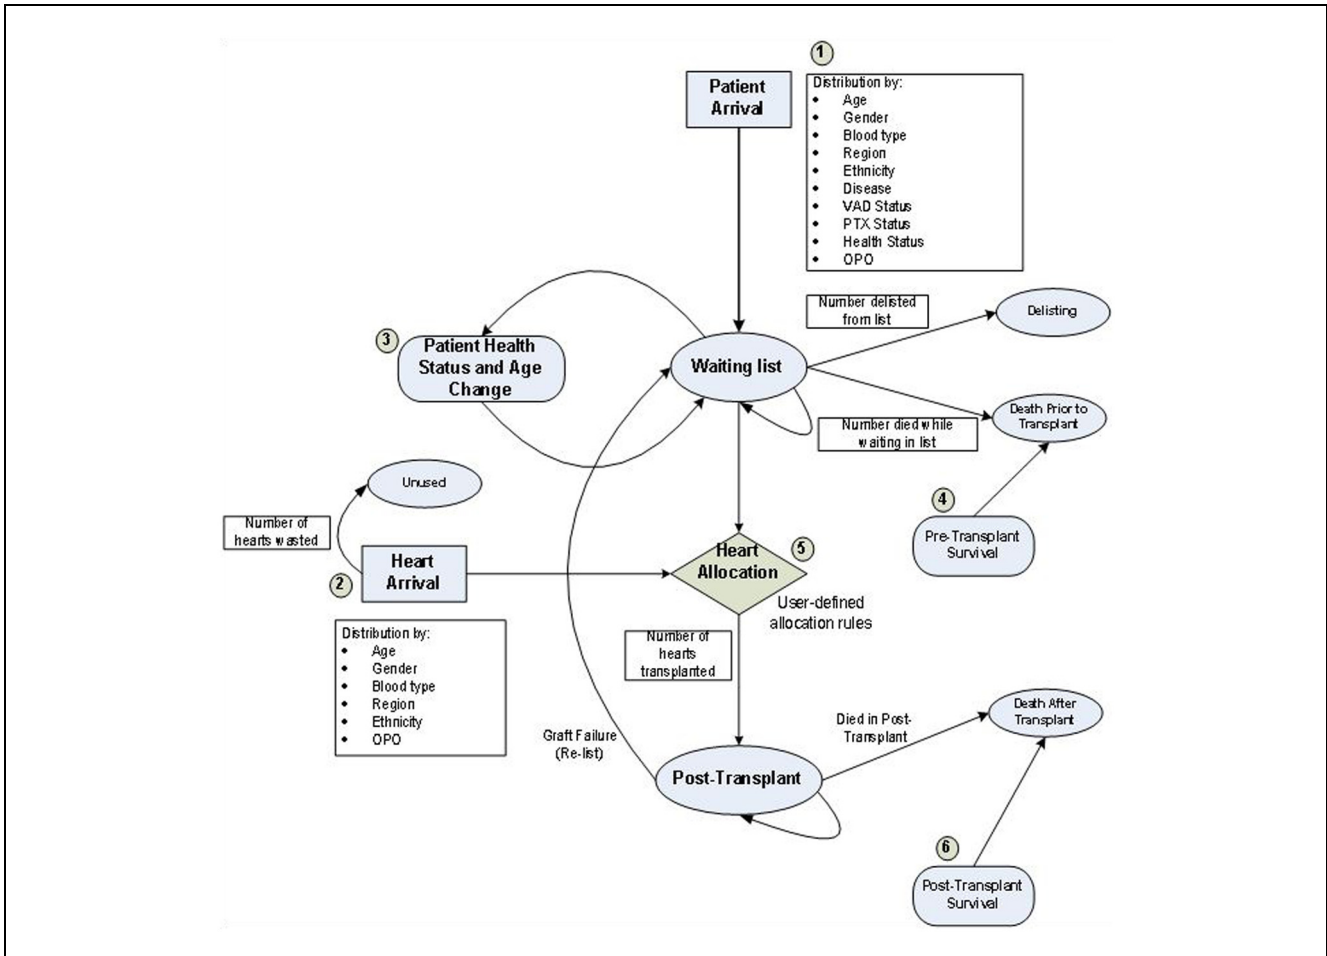 1
Patient
Arrival
Distribution by:
• Age
• Gender
• Blood type
• Region
• Ethnicity
• Disease
• VAD Status
• PTX Status
• Health Status
• OPO
Number delisted
from list
Delisting
3
Patient Health
Status and Age
Change
Waiting list
Death Prior to
Transplant
Number died while
waiting in list
Unused
4
Number of
hearts wasted
Pre-Transplant
Survival
Heart
Arrival
2
Heart
Allocation
5
User-defined
allocation rules
Distribution by:
• Age
• Gender
• Blood type
• Region
• Ethnicity
• OPO
Number of
hearts
transplanted
Graft Failure
(Re-list)
Died in Post-
Transplant
Death After
Transplant
Post-Transplant
6
Post-Transplant
Survival